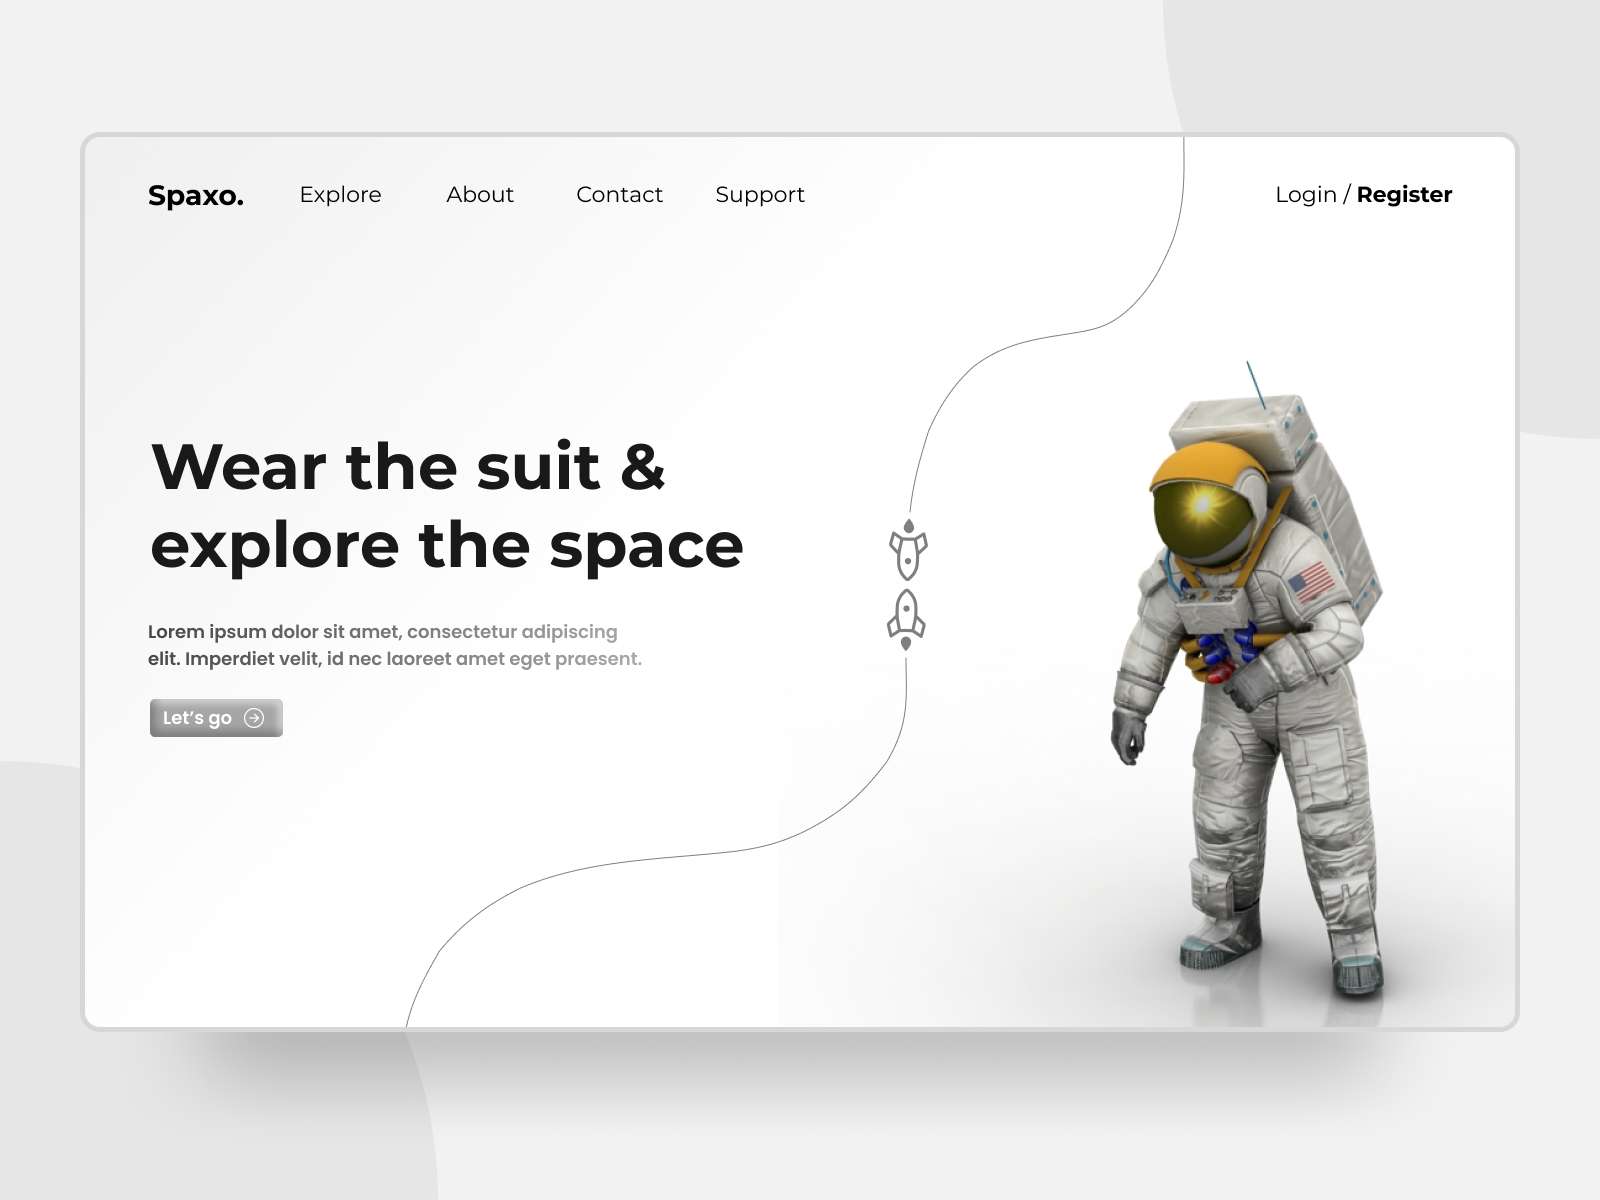 Spaxo. Explore About Contact Support Login / Register
Wear the suit &
explore the space
Lorem ipsum dolor sit amet, consectetur adipiscing
elit. Imperdiet velit, id nec laoreet amet eget praesent.
Let’s go